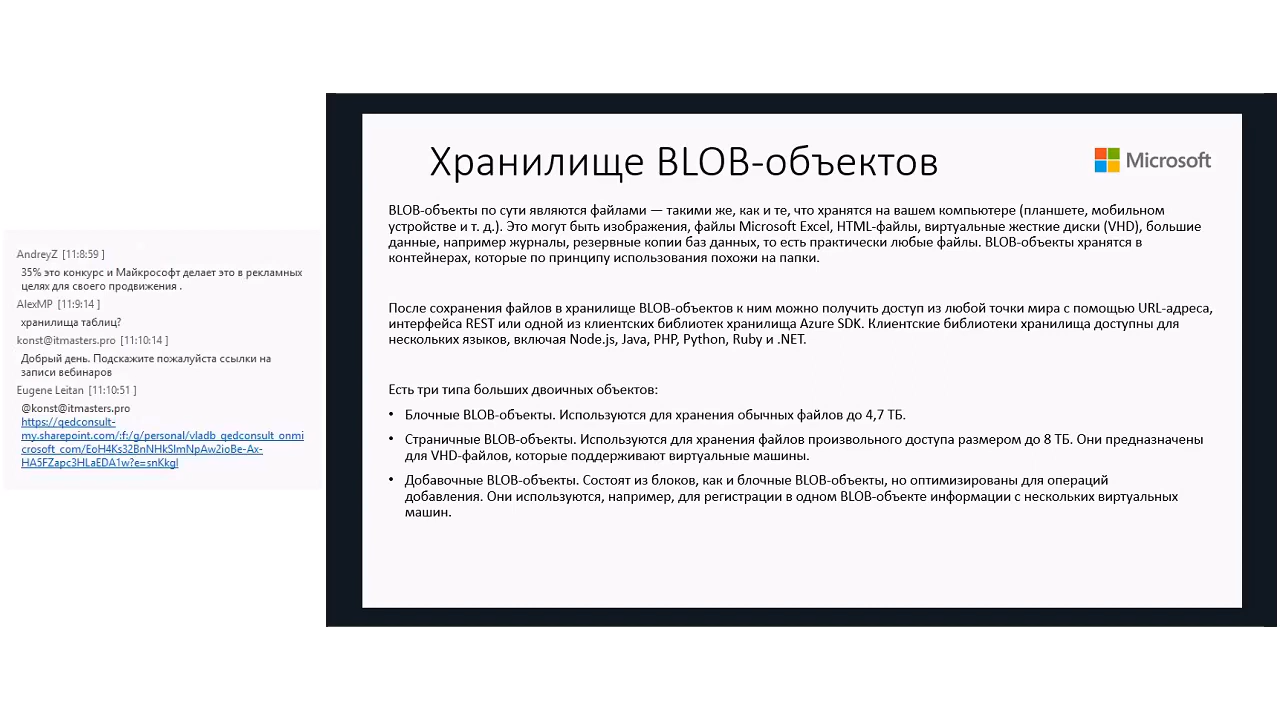 AndreyZ [11:8:59 ]
35% это конкурс и Майкрософт делает это в рекламных
целях для своего продвижения .
AlexMP [11:9:14 ]
хранилища таблиц?
konst@itmasters.pro [11:10:14 ]
Добрый день. Подскажите пожалуйста ссылки на
записи вебинаров
Eugene Leitan [11:10:51 ]
@konst@itmasters.pro
https://qedconsult-
my.sharepoint.com/:f:/g/personal/vladb_qedconsult_onmi
crosoft_com/EoH4Ks32BnNHkSlmNpAw2ioBe-Ax-
HA5FZapc3HLaEDA1w?e=snKkgl
Хранилище BLOB-объектов
Microsoft
BLOB-объекты по сути являются файлами — такими же, как и те, что хранятся на вашем компьютере (планшете, мобильном
устройстве и т. д.). Это могут быть изображения, файлы Microsoft Excel, HTML-файлы, виртуальные жесткие диски (VHD), большие
данные, например журналы, резервные копии баз данных, то есть практически любые файлы. BLOB-объекты хранятся в
контейнерах, которые по принципу использования похожи на папки.
После сохранения файлов в хранилище BLOB-объектов к ним можно получить доступ из любой точки мира с помощью URL-адреса,
интерфейса REST или одной из клиентских библиотек хранилища Azure SDK. Клиентские библиотеки хранилища доступны для
нескольких языков, включая Node.js, Java, PHP, Python, Ruby и .NET.
Есть три типа больших двоичных объектов:
• Блочные BLOB-объекты. Используются для хранения обычных файлов до 4,7 ТБ.
• Страничные BLOB-объекты. Используются для хранения файлов произвольного доступа размером до 8 ТБ. Они предназначены
для VHD-файлов, которые поддерживают виртуальные машины.
• Добавочные BLOB-объекты. Состоят из блоков, как и блочные BLOB-объекты, но оптимизированы для операций
добавления. Они используются, например, для регистрации в одном BLOB-объекте информации с нескольких виртуальных
машин.